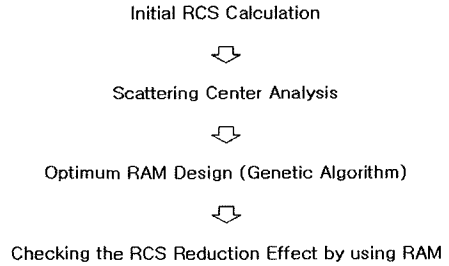 Initial RCS Calculation
Scattering Center Analysis
Optimum RAM Design (Genetic Algorithm)
Checking the RCS Reduction Effect by using RAM